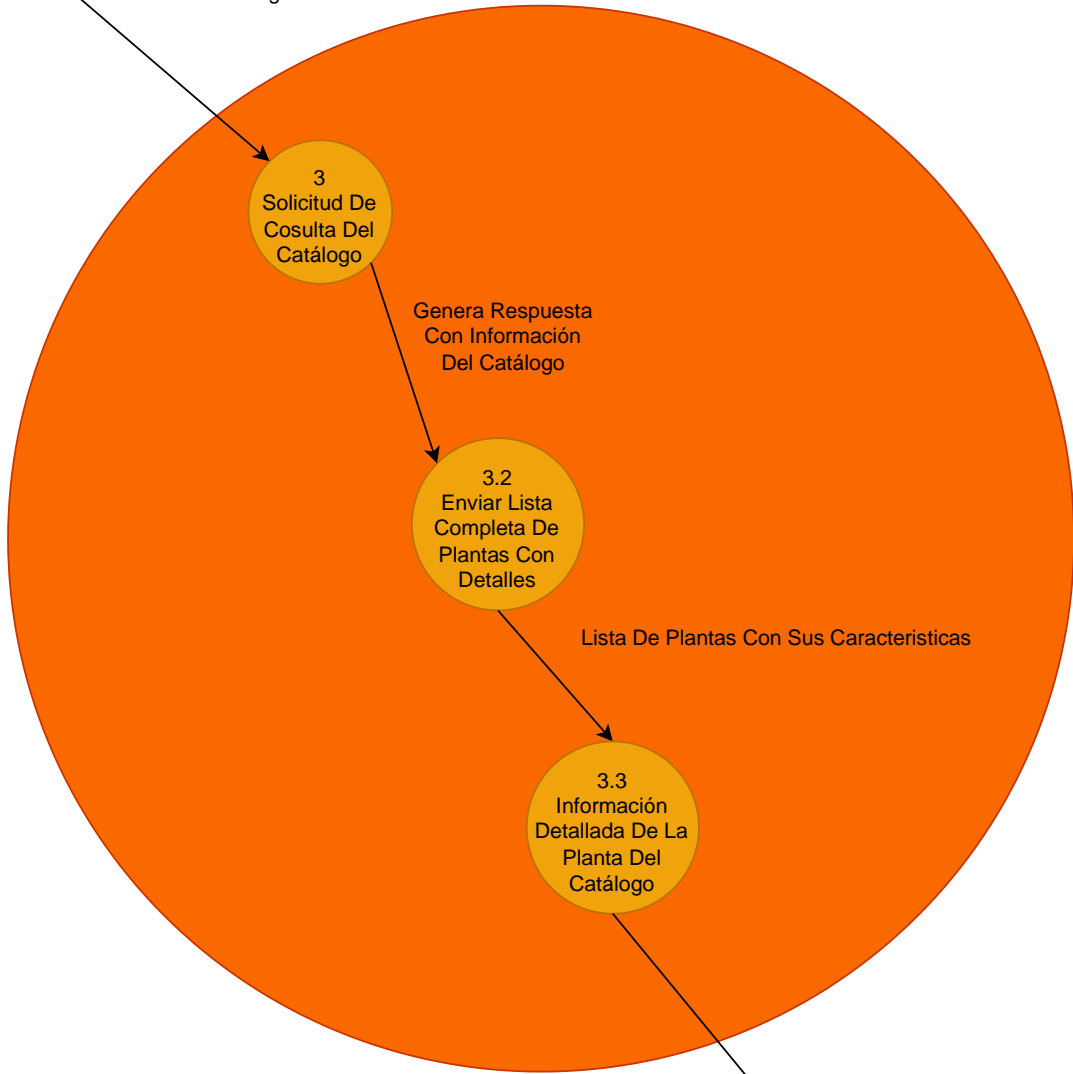 3
Solicitud De
Cosulta Del
Catálogo
Genera Respuesta
Con Información
Del Catálogo
3.2
Enviar Lista
Completa De
Plantas Con
Detalles
Lista De Plantas Con Sus Caracteristicas
3.3
Información
Detallada De La
Planta Del
Catálogo